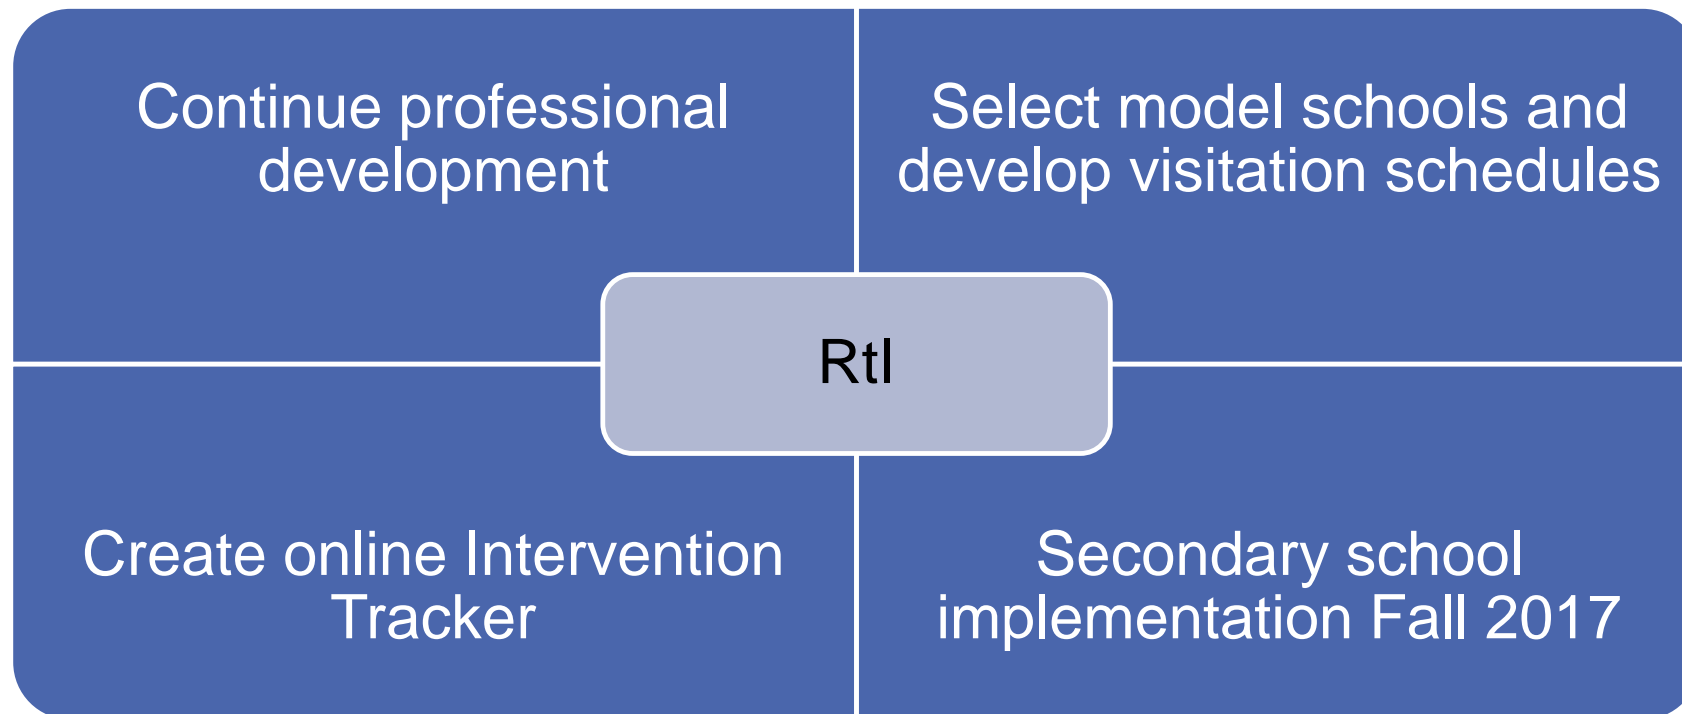 Continue professional
development
Select model schools and
develop visitation schedules
RtI
Create online Intervention
Tracker
Secondary school
implementation Fall 2017